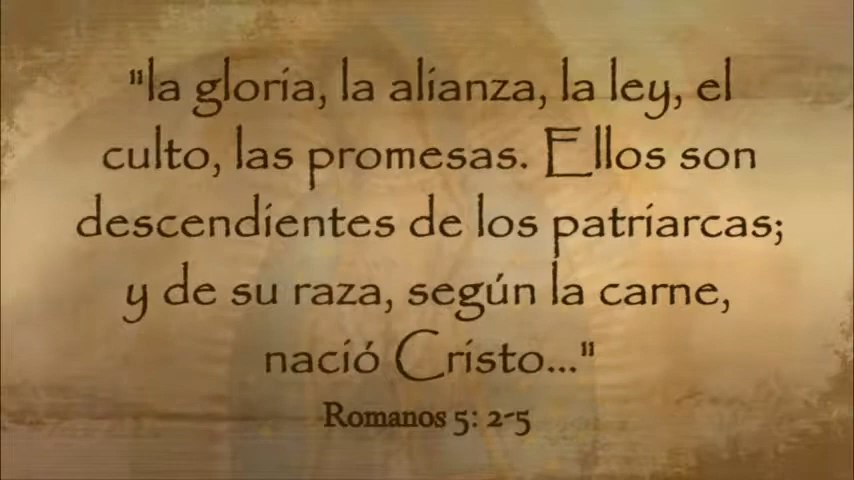 "la gloria, la alianza, la ley, el
culto, las promesas. Ellos son
descendientes de los patriarcas;
y de su raza, según la carne,
nació Cristo..."
Romanos 5: 2-5